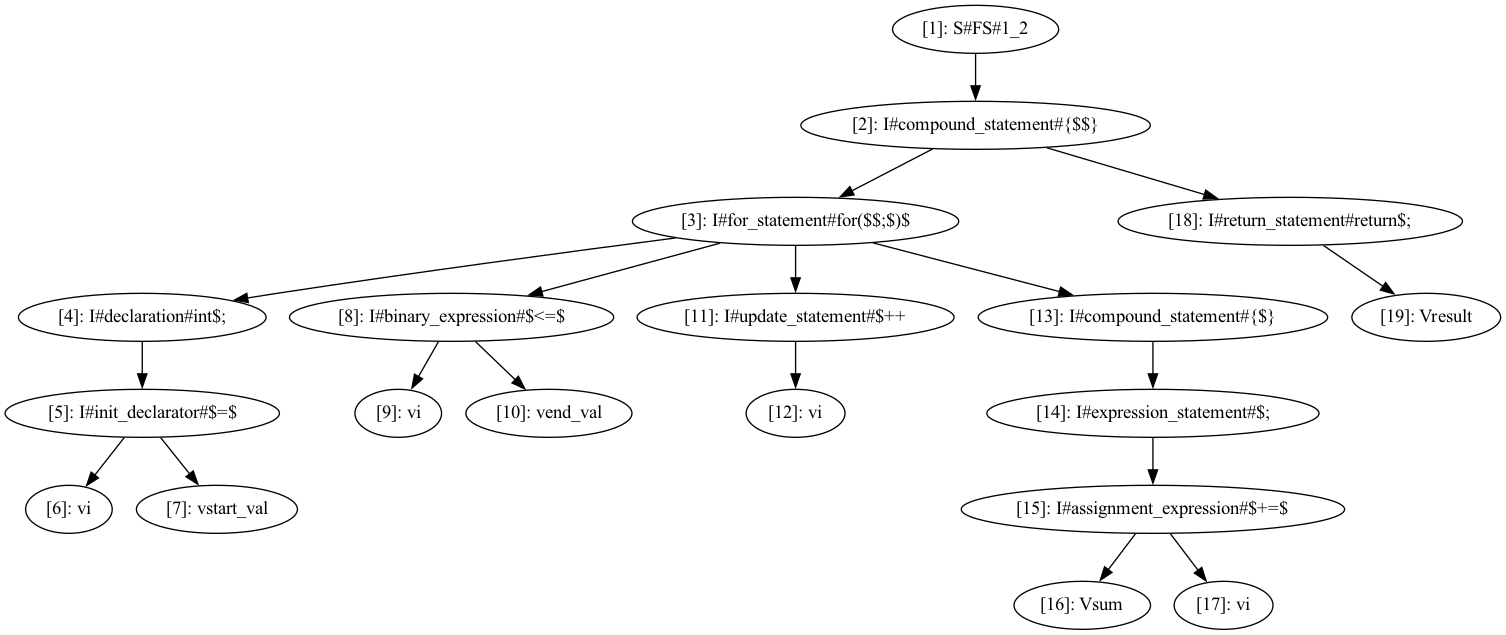 [1]: S#FS#1_2
[2]: I#compound_statement#{$$}
[3]: I#for_statement#for($$;$)$
[18]: I#return_statement#return$;
[4]: I#declaration#int$;
[8]: I#binary_expression#$<=$
[11]: I#update_statement#$++
[13]: I#compound_statement#{$}
[19]: Vresult
[5]: I#init_declarator#$=$
[9]: vi
[10]: vend_val
[12]: vi
[14]: I#expression_statement#$;
[6]: vi
[7]: vstart_val
[15]: I#assignment_expression#$+=$
[16]: Vsum
[17]: vi